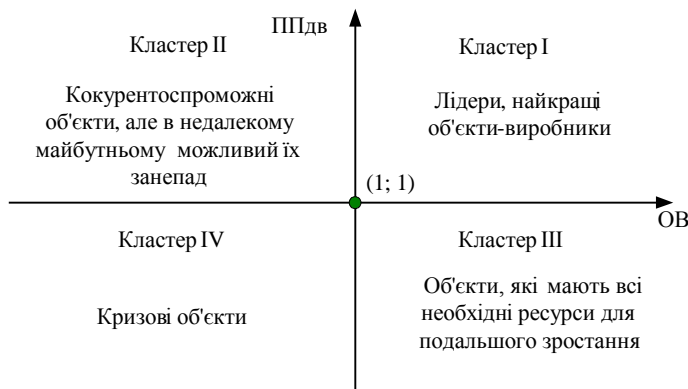 ППдв
Кластер II
Кластер I
Кокурентоспроможні
об'єкти, але в недалекому
майбутньому можливий їх
занепад
Лідери, найкращі
об'єкти-виробники
(1; 1)
ОВ
Кластер IV
Кластер III
Кризові об'єкти
Об'єкти, які мають всі
необхідні ресурси для
подальшого зростання